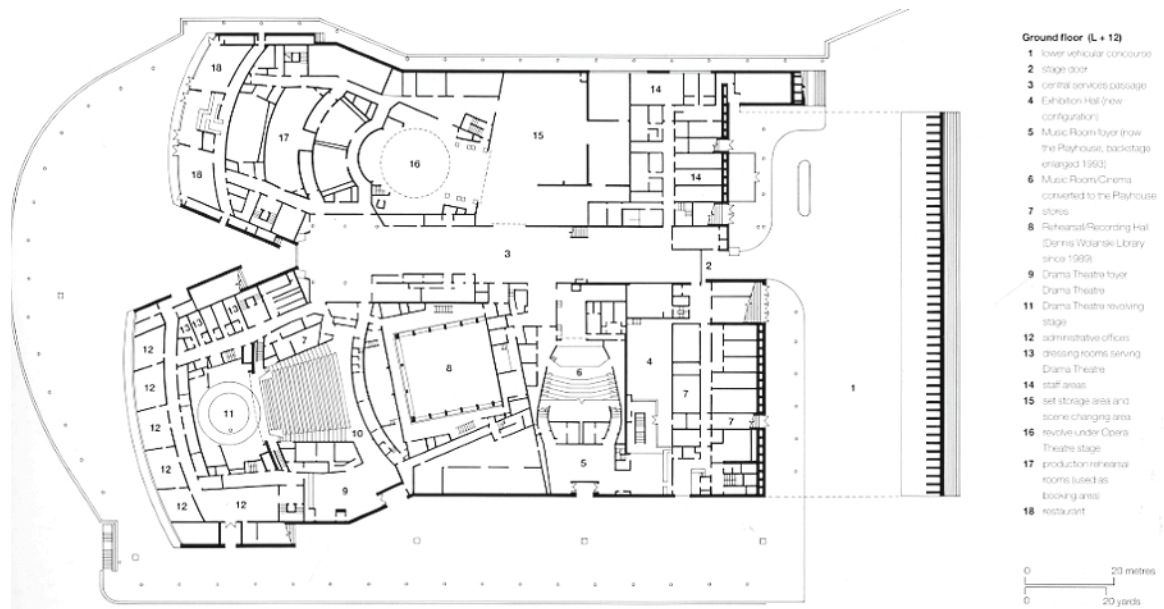 18
14
15
17
16
18
14
3
2
13
13
13
7
12
6
8
4
12
1
7
11
7
12
10
12
5
9
12
12
Ground floor (L + 12)
1 lower vehicular concourse
2 stage door
3 central services passage
4 Exhibition Hall (new
configuration)
5 Music Room foyer (now
the Playhouse, backstage
enlarged 1993)
6 Music Room/Cinema
converted to the Playhouse
7 stores
8 Rehearsal/Recording Hall
(Dennis Wolanski Library
since 1989)
9 Drama Theatre foyer
Drama Theatre
11 Drama Theatre revolving
stage
12 administrative offices
13 dressing rooms serving
Drama Theatre
14 staff areas
15 set storage area and
scene changing area
16 revolve under Opera
Theatre stage
17 production rehearsal
rooms (used as
booking area)
18 restaurant
0 20 metres
0 20 yards